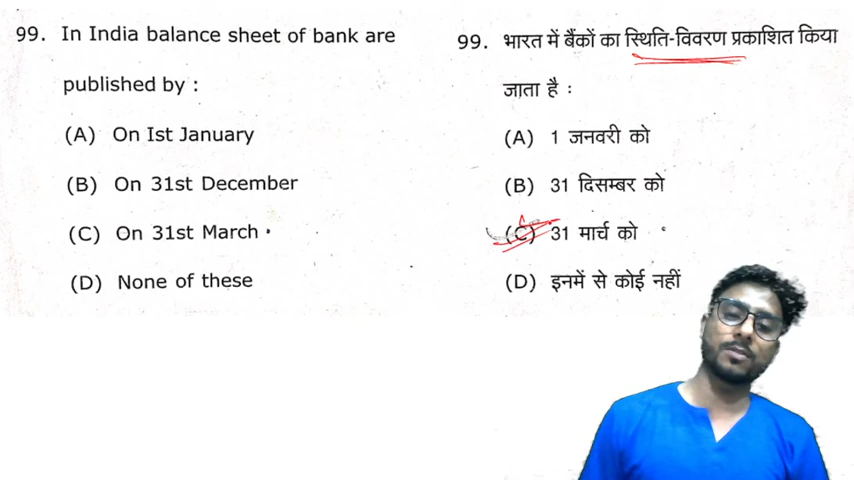 99. In India balance sheet of bank are
published by :
(A) On Ist January
(B) On 31st December
(C) On 31st March
(D) None of these
99. भारत में बैंकों का स्थिति-विवरण प्रकाशित किया
जाता है :
(A) 1 जनवरी को
(B) 31 दिसम्बर को
(C) 31 मार्च को
(D) इनमें से कोई नहीं